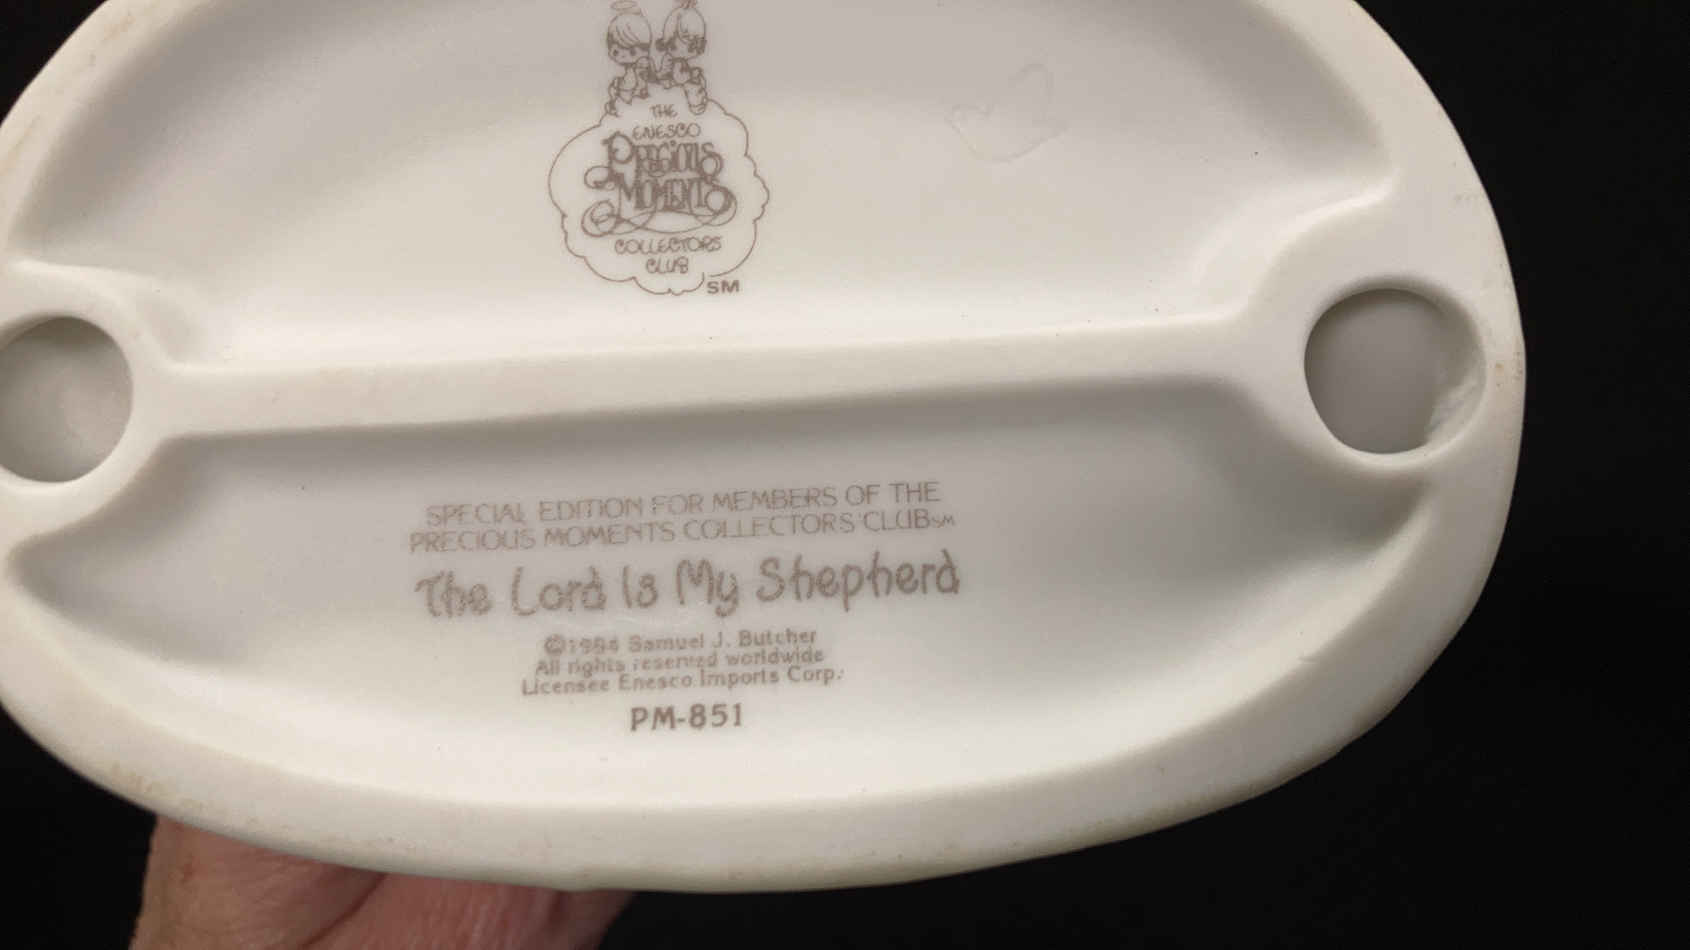 THE
ENESCO
PRECIOUS
MOMENTS
COLLECTORS
CLUB
SM
SPECIAL EDITION FOR MEMBERS OF THE
PRECIOUS MOMENTS COLLECTORS' CLUB SM
The Lord Is My Shepherd
©1984 Samuel J. Butcher
All rights reserved worldwide
Licensee Enesco Imports Corp.
PM-851